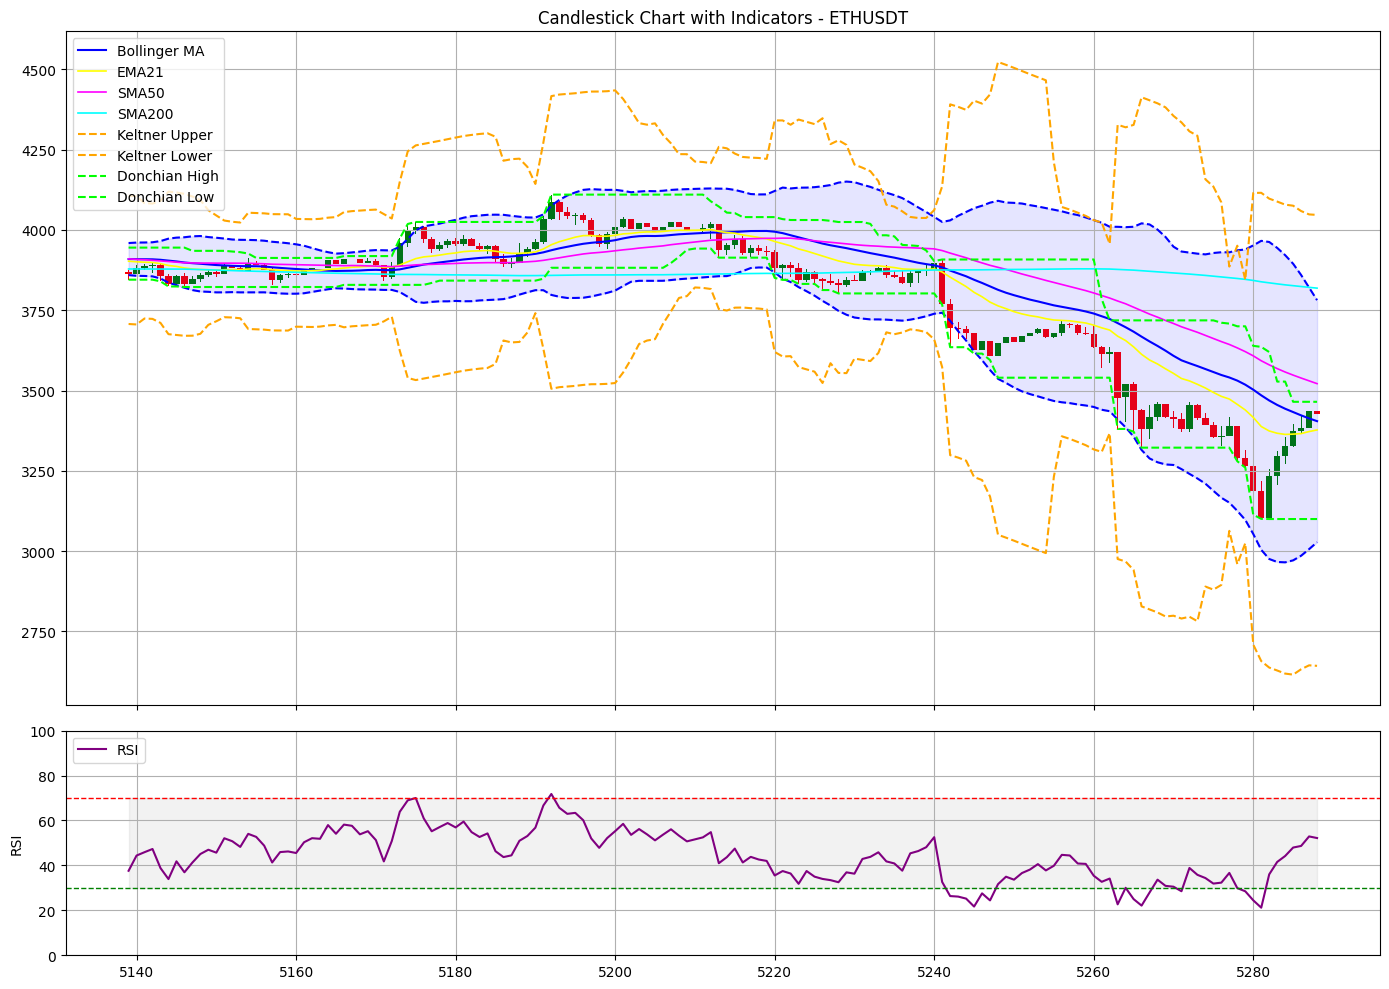 Candlestick Chart with Indicators - ETHUSDT
Bollinger MA
EMA21
SMA50
SMA200
Keltner Upper
Keltner Lower
Donchian High
Donchian Low
4500
4250
4000
3750
3500
3250
3000
2750
RSI
100
80
60
40
20
0
RSI
5140
5160
5180
5200
5220
5240
5260
5280